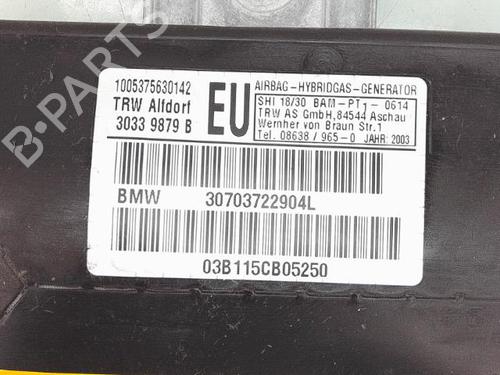 1005375630142
TRW Alfdorf
3033 9879 B
EU
AIRBAG-HYBRIDGAS-GENERATOR
SHI 18/30 BAM-PT1- 0614
TRW AS GmbH, 84544 Aschau
Wernher von Braun Str.1
Tel. 08638/ 965-0 JAHR: 2003
BMW 30703722904L
03B115CB05250
B-PARTS